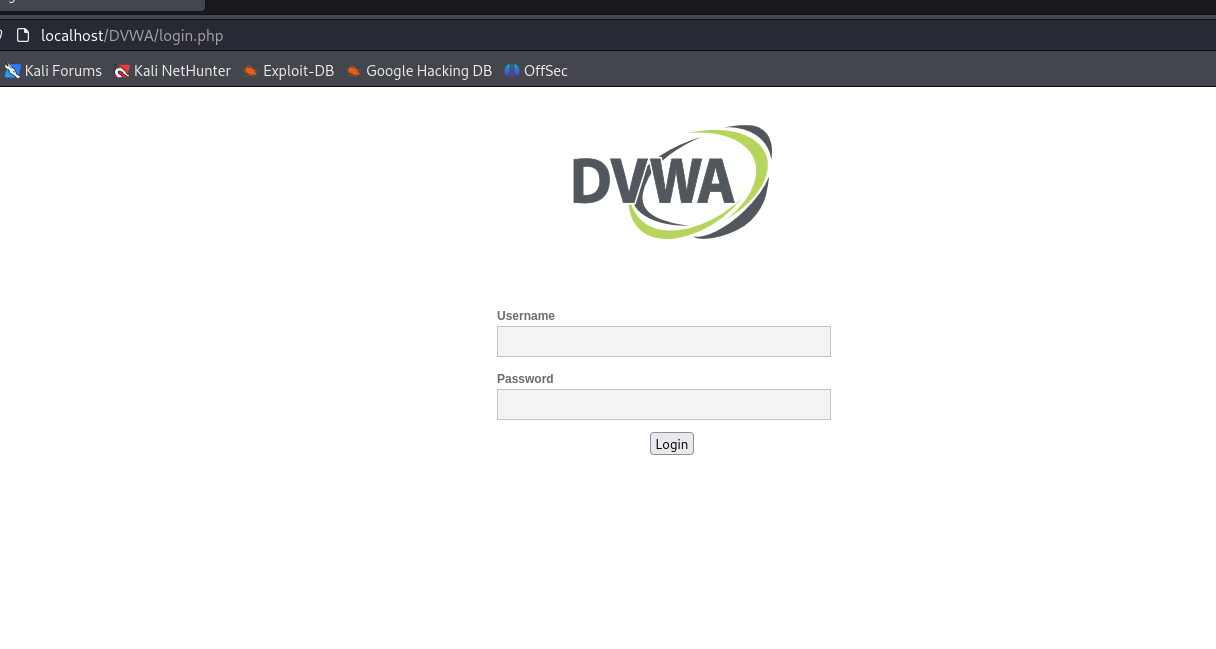 localhost/DVWA/login.php
Kali Forums Kali NetHunter Exploit-DB Google Hacking DB OffSec
DVWA
Username
Password
Login